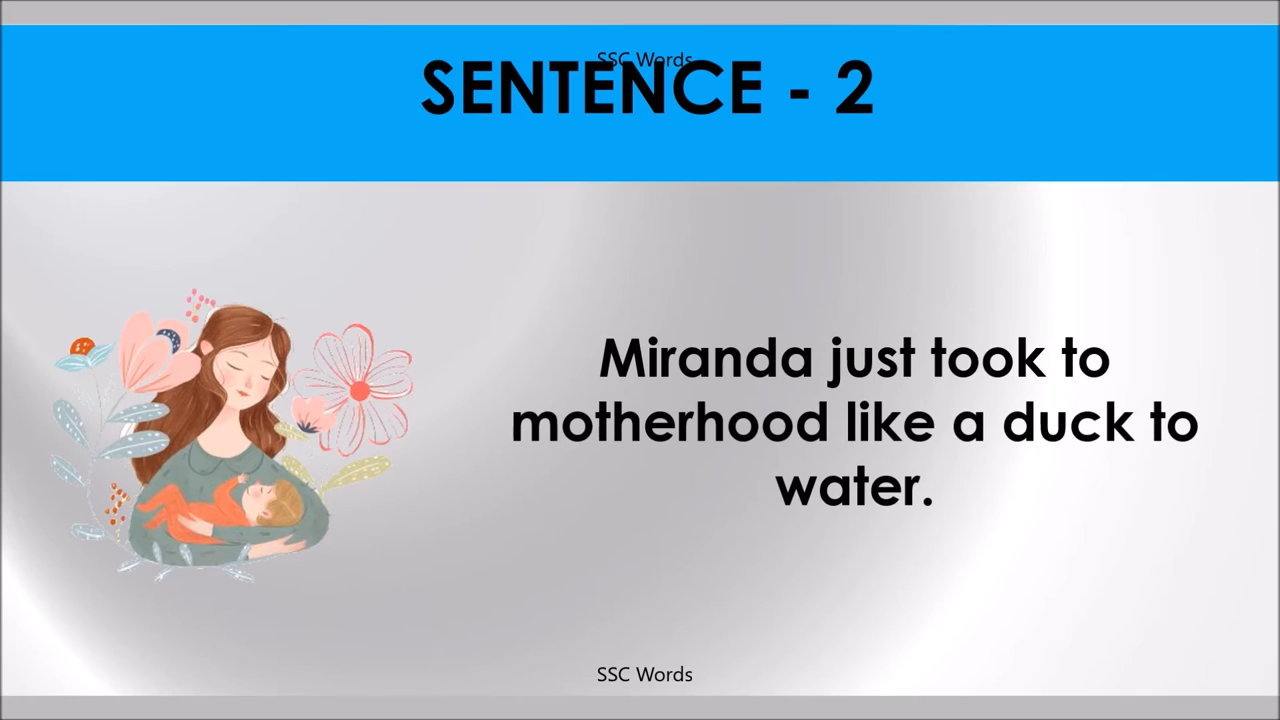 SSC Words
SENTENCE - 2
Miranda just took to
motherhood like a duck to
water.
SSC Words